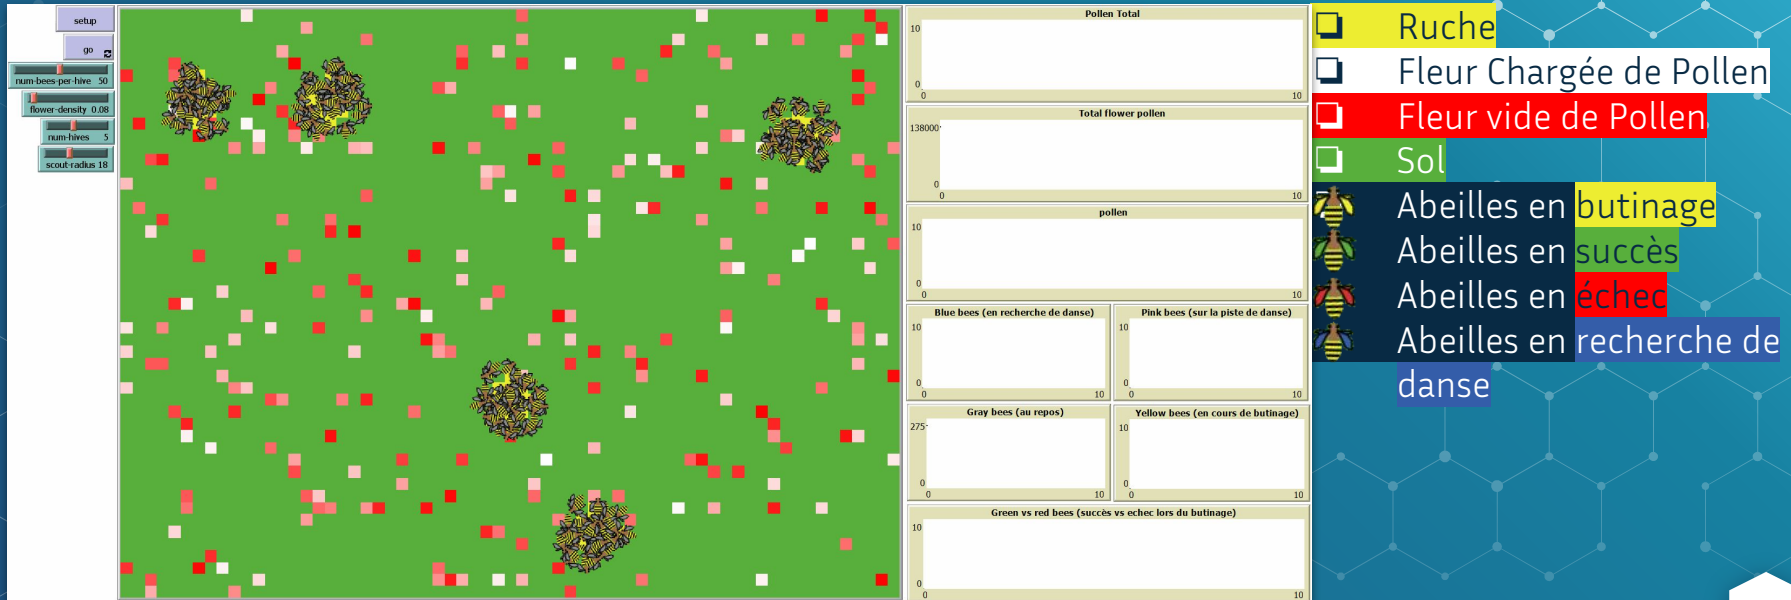 setup
go
num-bees-per-hive 50
flower-density 0.08
num-hives 5
scout-radius 18
Pollen Total
10
0
0
10
Total flower pollen
138000
0
0
10
pollen
10
0
0
10
Blue bees (en recherche de danse)
10
0
0
10
Pink bees (sur la piste de danse)
10
0
0
10
Gray bees (au repos)
275
0
0
10
Yellow bees (en cours de butinage)
10
0
0
10
Green vs red bees (succès vs echec lors du butinage)
10
0
0
10
Ruche
Fleur Chargée de Pollen
Fleur vide de Pollen
Sol
Abeilles en butinage
Abeilles en succès
Abeilles en échec
Abeilles en recherche de
danse